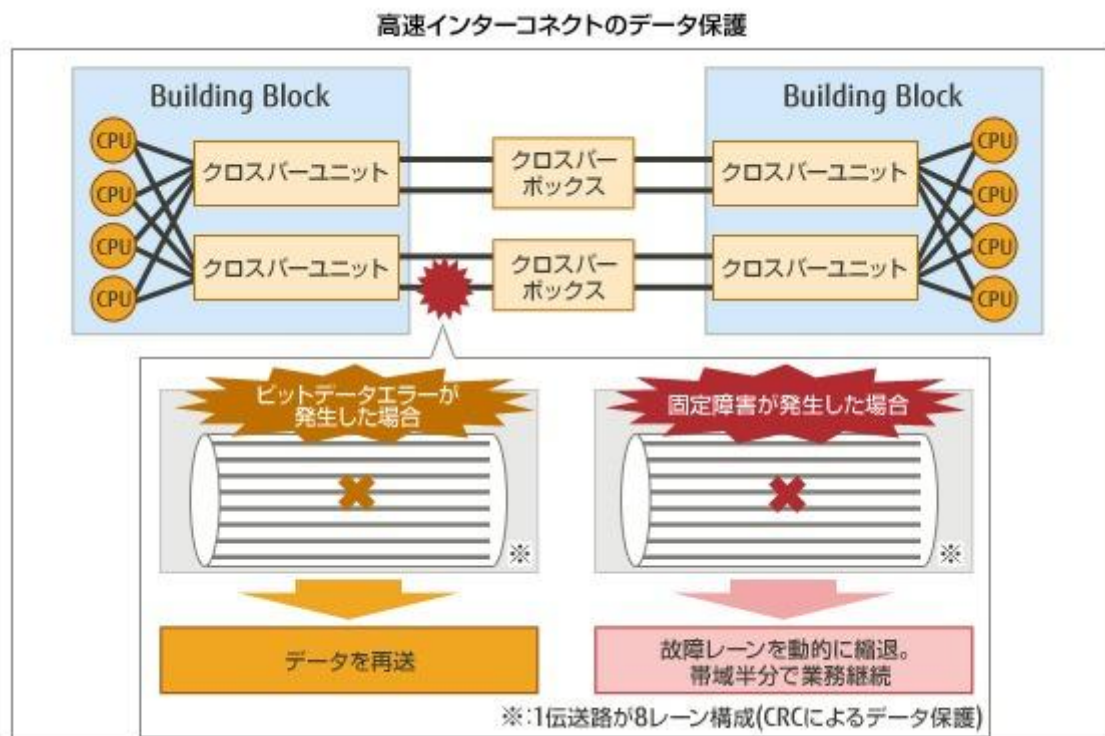 高速インターコネクトのデータ保護
Building Block
Building Block
CPU
CPU
CPU
CPU
クロスバーユニット
クロスバーユニット
クロスバー
ボックス
クロスバー
ボックス
クロスバーユニット
クロスバーユニット
CPU
CPU
CPU
CPU
ビットデータエラーが
発生した場合
※
データを再送
固定障害が発生した場合
※
故障レーンを動的に縮退。
帯域半分で業務継続
※:1伝送路が8レーン構成(CRCによるデータ保護)